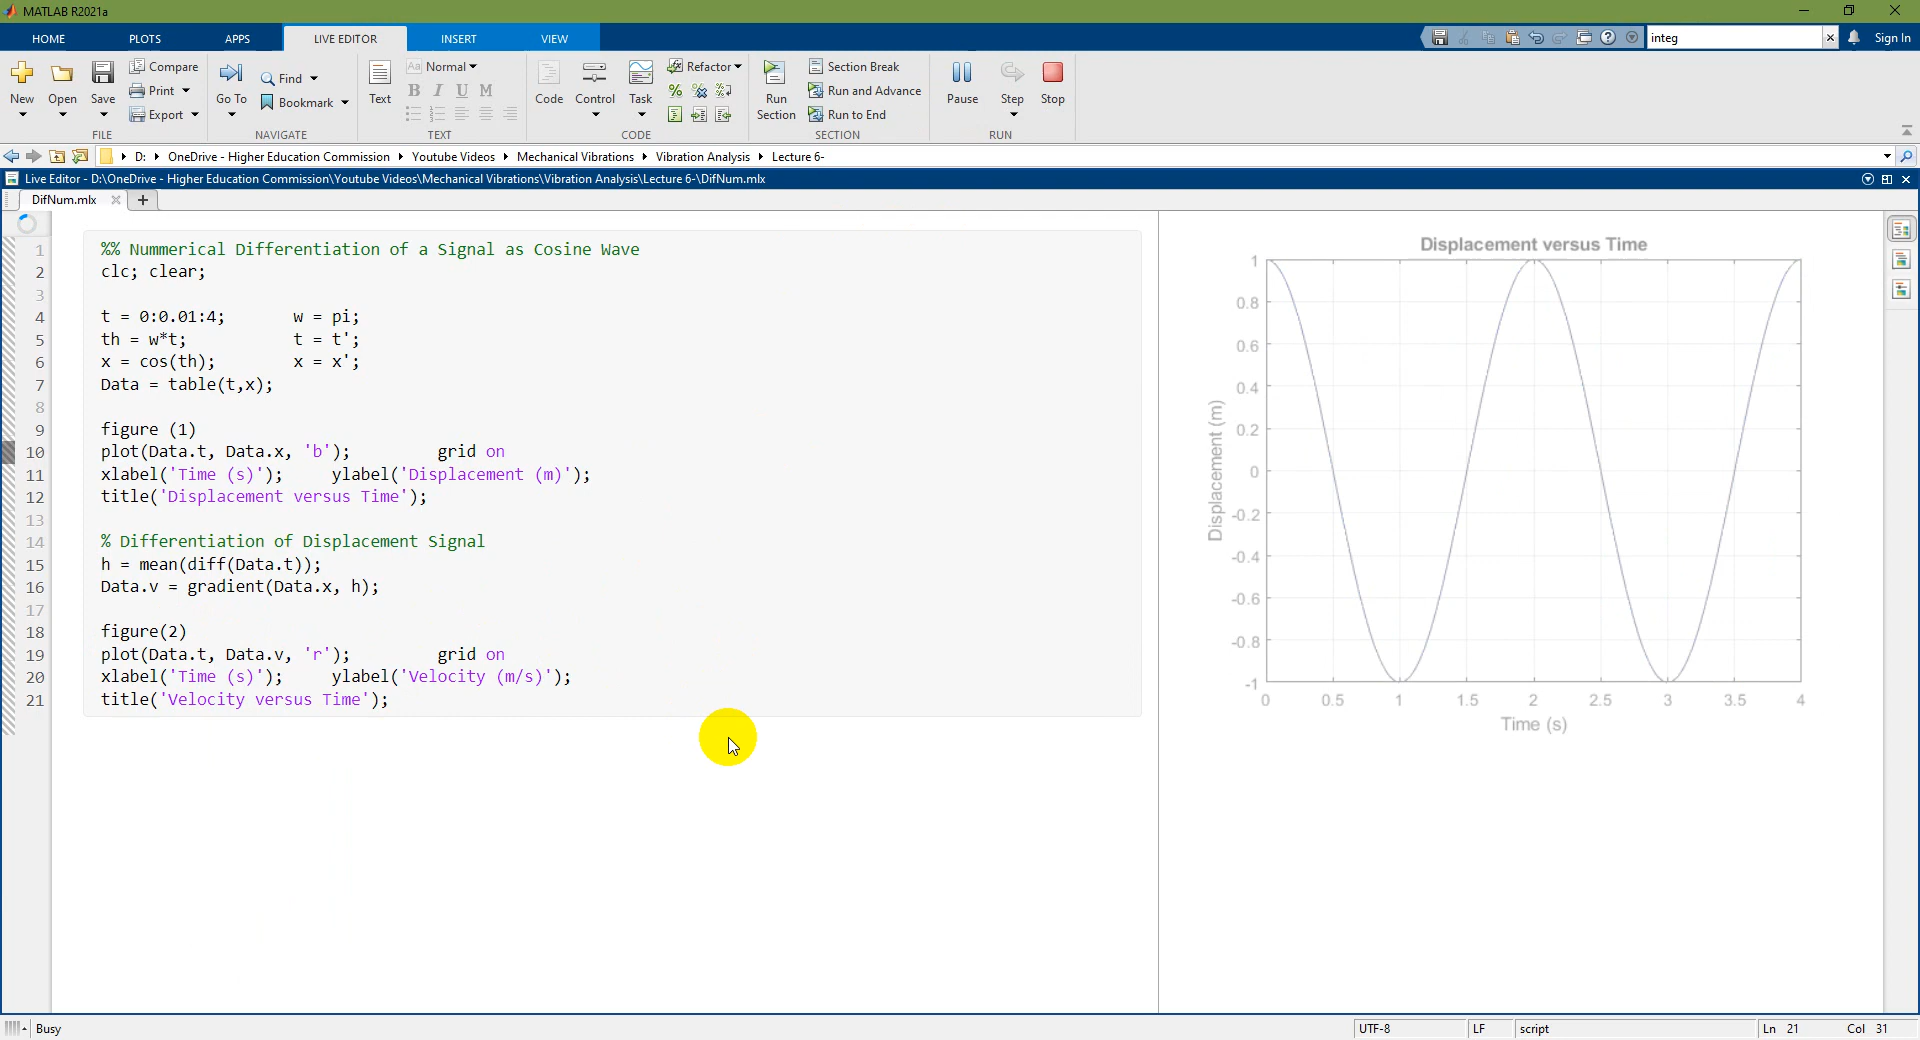 MATLAB R2021a
HOME PLOTS APPS LIVE EDITOR INSERT VIEW integ Sign In
New Open Save Compare Print Export FILE
Go To Find Bookmark NAVIGATE
Text Aa Normal B I U M TEXT
Code Control Task Refactor CODE
Run Section Section Break Run and Advance Run to End SECTION
Pause Step Stop RUN
D: OneDrive - Higher Education Commission Youtube Videos Mechanical Vibrations Vibration Analysis Lecture 6-
Live Editor - D:\OneDrive - Higher Education Commission\Youtube Videos\Mechanical Vibrations\Vibration Analysis\Lecture 6-\DifNum.mlx
DifNum.mlx
1 %% Nummerical Differentiation of a Signal as Cosine Wave
2 clc; clear;
3
4 t = 0:0.01:4; w = pi;
5 th = w*t; t = t';
6 x = cos(th); x = x';
7 Data = table(t,x);
8
9 figure (1)
10 plot(Data.t, Data.x, 'b'); grid on
11 xlabel('Time (s)'); ylabel('Displacement (m)');
12 title('Displacement versus Time');
13
14 % Differentiation of Displacement Signal
15 h = mean(diff(Data.t));
16 Data.v = gradient(Data.x, h);
17
18 figure(2)
19 plot(Data.t, Data.v, 'r'); grid on
20 xlabel('Time (s)'); ylabel('Velocity (m/s)');
21 title('Velocity versus Time');
Displacement versus Time
Displacement (m)
1
0.8
0.6
0.4
0.2
0
-0.2
-0.4
-0.6
-0.8
-1
0 0.5 1 1.5 2 2.5 3 3.5 4
Time (s)
Busy UTF-8 LF script Ln 21 Col 31